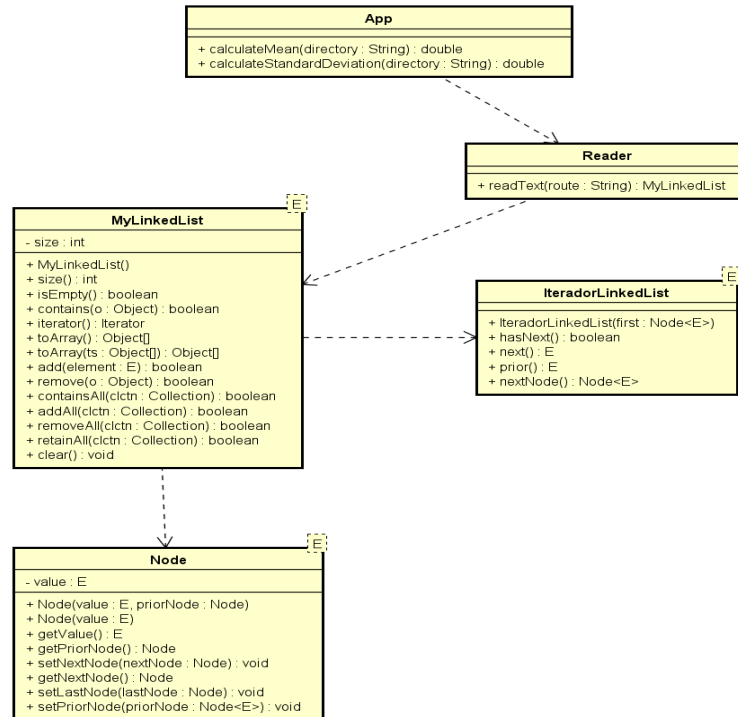 App
+ calculateMean(directory : String) : double
+ calculateStandardDeviation(directory : String) : double
Reader
+ readText(route : String) : MyLinkedList
E
MyLinkedList
- size : int
+ MyLinkedList()
+ size() : int
+ isEmpty() : boolean
+ contains(o : Object) : boolean
+ iterator() : Iterator
+ toArray() : Object[]
+ toArray(ts : Object[]) : Object[]
+ add(element : E) : boolean
+ remove(o : Object) : boolean
+ containsAll(clctn : Collection) : boolean
+ addAll(clctn : Collection) : boolean
+ removeAll(clctn : Collection) : boolean
+ retainAll(clctn : Collection) : boolean
+ clear() : void
E
IteradorLinkedList
+ IteradorLinkedList(first : Node<E>)
+ hasNext() : boolean
+ next() : E
+ prior() : E
+ nextNode() : Node<E>
E
Node
- value : E
+ Node(value : E, priorNode : Node)
+ Node(value : E)
+ getValue() : E
+ getPriorNode() : Node
+ setNextNode(nextNode : Node) : void
+ getNextNode() : Node
+ setLastNode(lastNode : Node) : void
+ setPriorNode(priorNode : Node<E>) : void